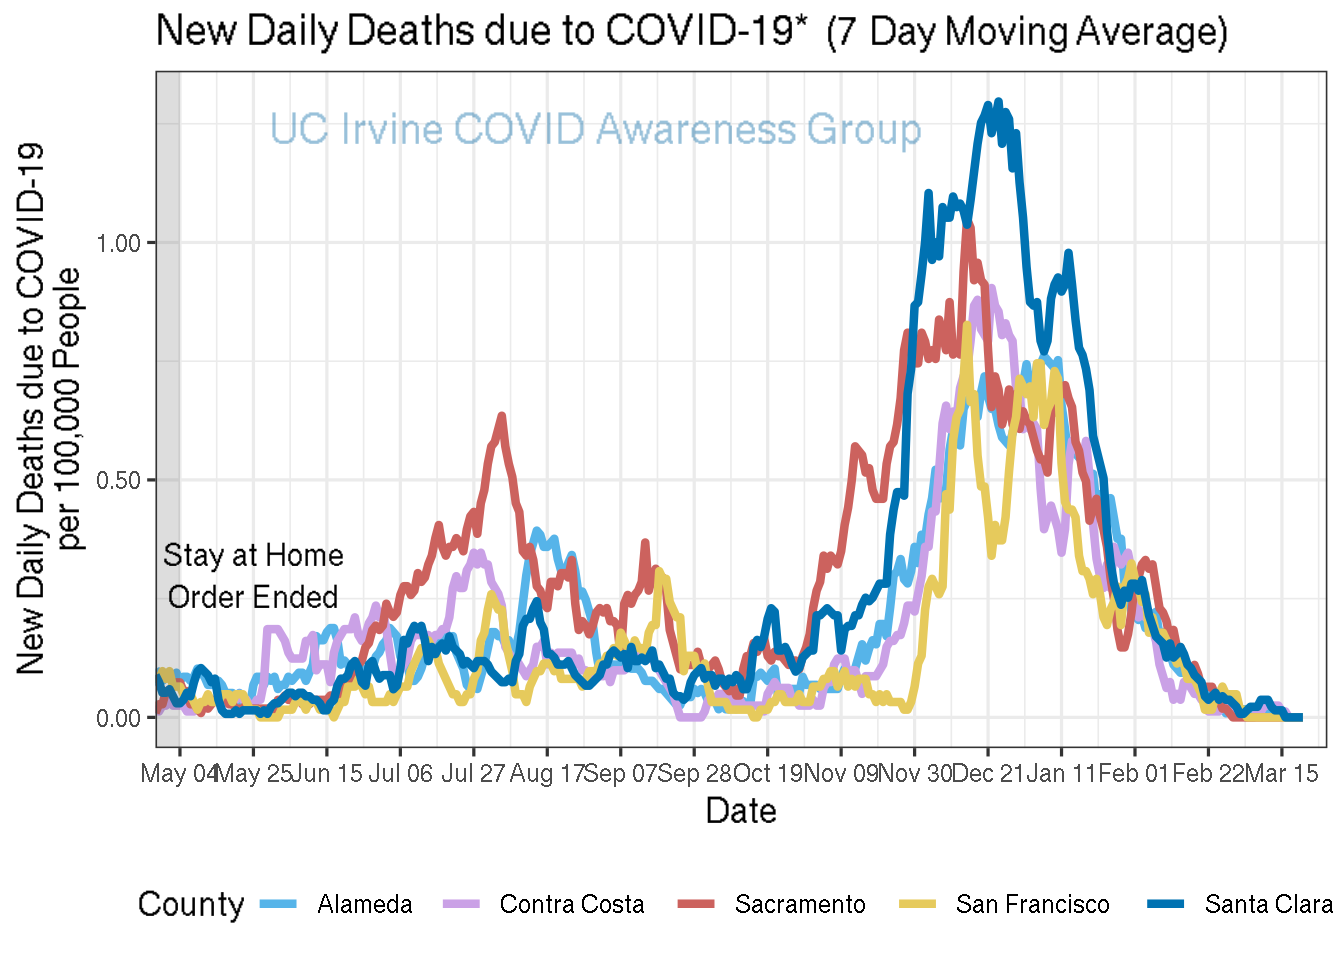 New Daily Deaths due to COVID-19* (7 Day Moving Average)
UC Irvine COVID Awareness Group
New Daily Deaths due to COVID-19
per 100,000 People
1.00
0.50
0.00
Stay at Home
Order Ended
May 04 May 25 Jun 15 Jul 06 Jul 27 Aug 17 Sep 07 Sep 28 Oct 19 Nov 09 Nov 30 Dec 21 Jan 11 Feb 01 Feb 22 Mar 15
Date
County Alameda Contra Costa Sacramento San Francisco Santa Clara